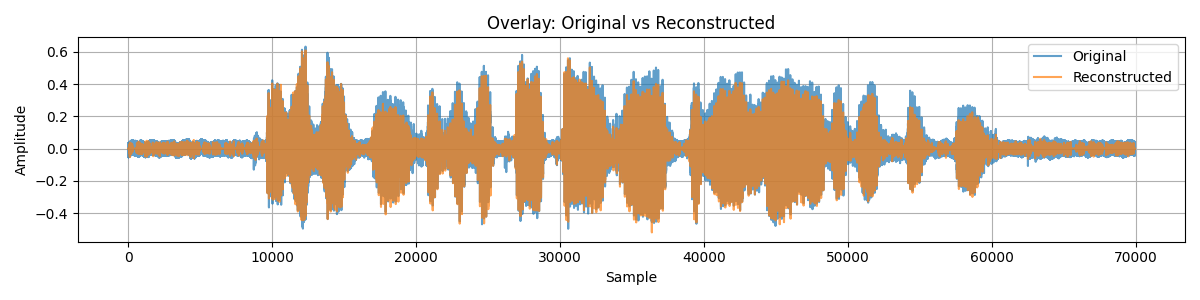 Overlay: Original vs Reconstructed
Original
Reconstructed
Amplitude
0.6
0.4
0.2
0.0
−0.2
−0.4
0 10000 20000 30000 40000 50000 60000 70000
Sample